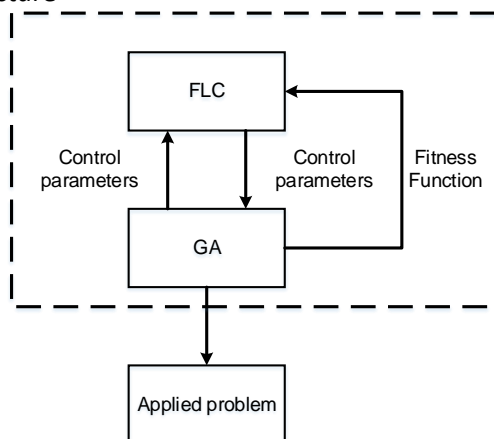 FLC
Control
parameters
Control
parameters
Fitness
Function
GA
Applied problem